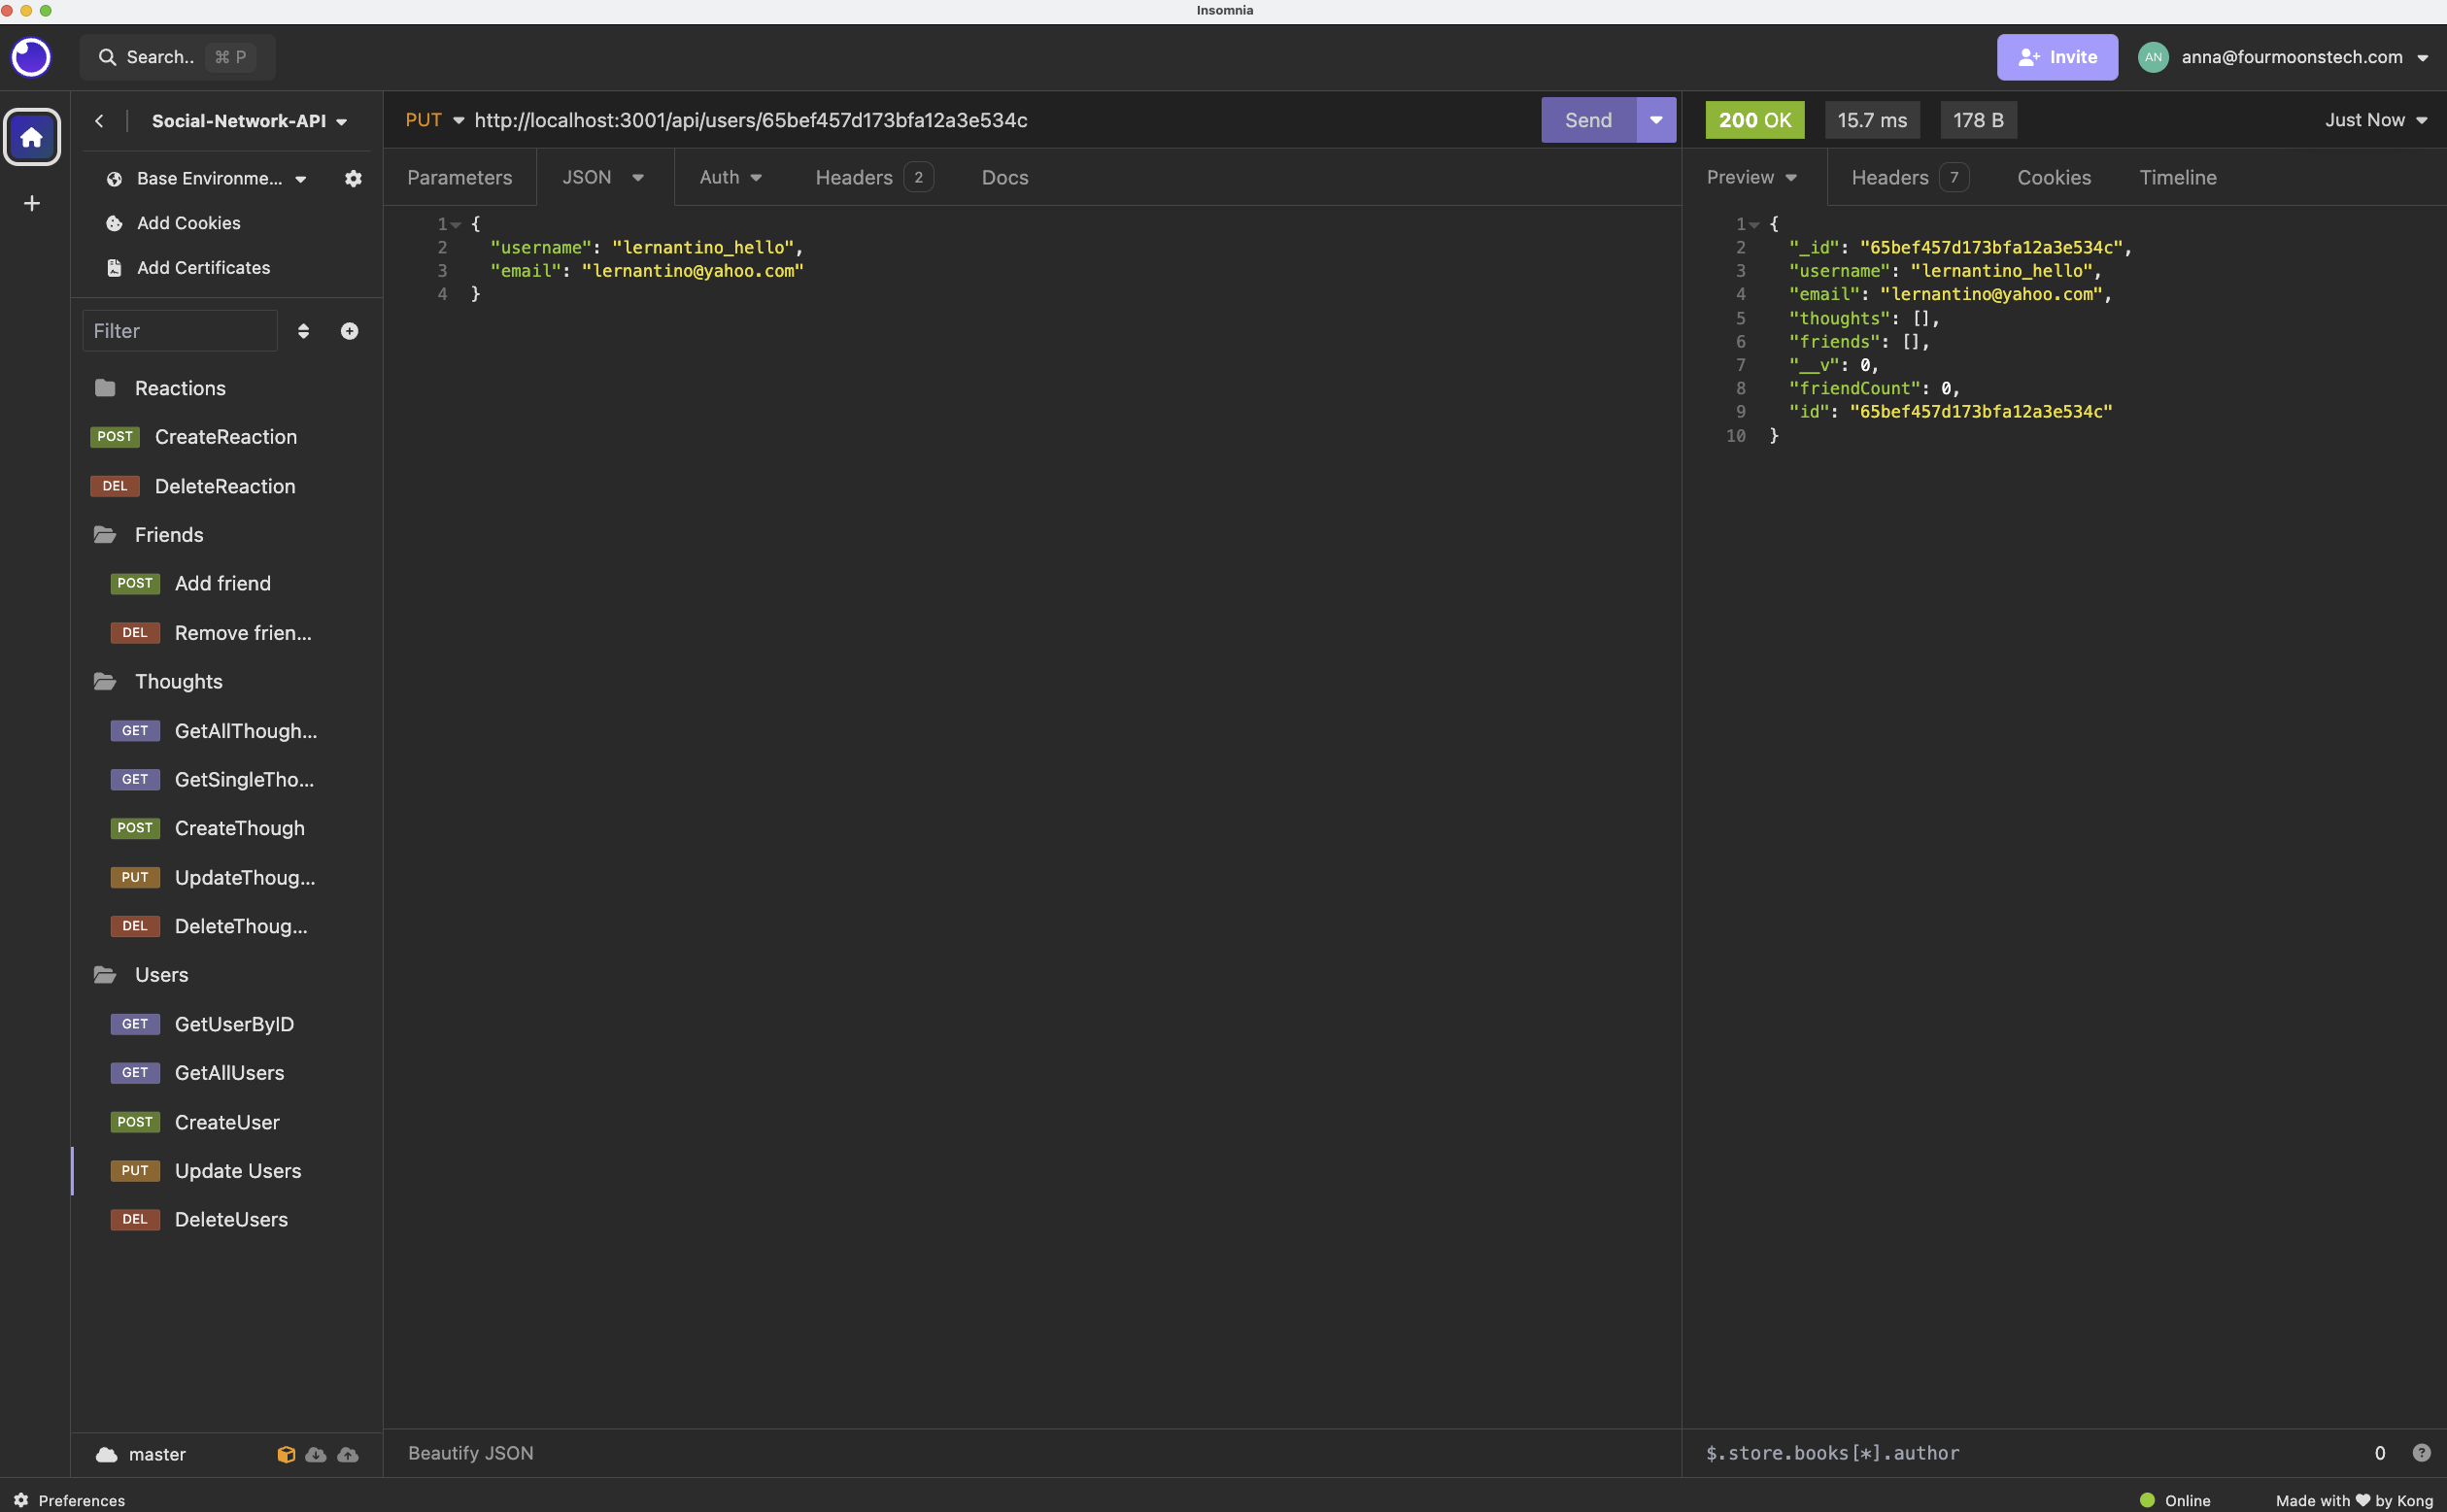 Insomnia
Search.. ⌘ P
Invite
AN
anna@fourmoonstech.com
Social-Network-API
Base Environme...
Add Cookies
Add Certificates
Filter
Reactions
POST CreateReaction
DEL DeleteReaction
Friends
POST Add friend
DEL Remove frien...
Thoughts
GET GetAllThough...
GET GetSingleTho...
POST CreateThough
PUT UpdateThoug...
DEL DeleteThoug...
Users
GET GetUserByID
GET GetAllUsers
POST CreateUser
PUT Update Users
DEL DeleteUsers
master
Preferences
PUT http://localhost:3001/api/users/65bef457d173bfa12a3e534c
Send
Parameters JSON Auth Headers 2 Docs
1 {
2 "username": "lernantino_hello",
3 "email": "lernantino@yahoo.com"
4 }
Beautify JSON
200 OK 15.7 ms 178 B Just Now
Preview Headers 7 Cookies Timeline
1 {
2 "_id": "65bef457d173bfa12a3e534c",
3 "username": "lernantino_hello",
4 "email": "lernantino@yahoo.com",
5 "thoughts": [],
6 "friends": [],
7 "__v": 0,
8 "friendCount": 0,
9 "id": "65bef457d173bfa12a3e534c"
10 }
$.store.books[*].author 0 ?
Online Made with ♥ by Kong